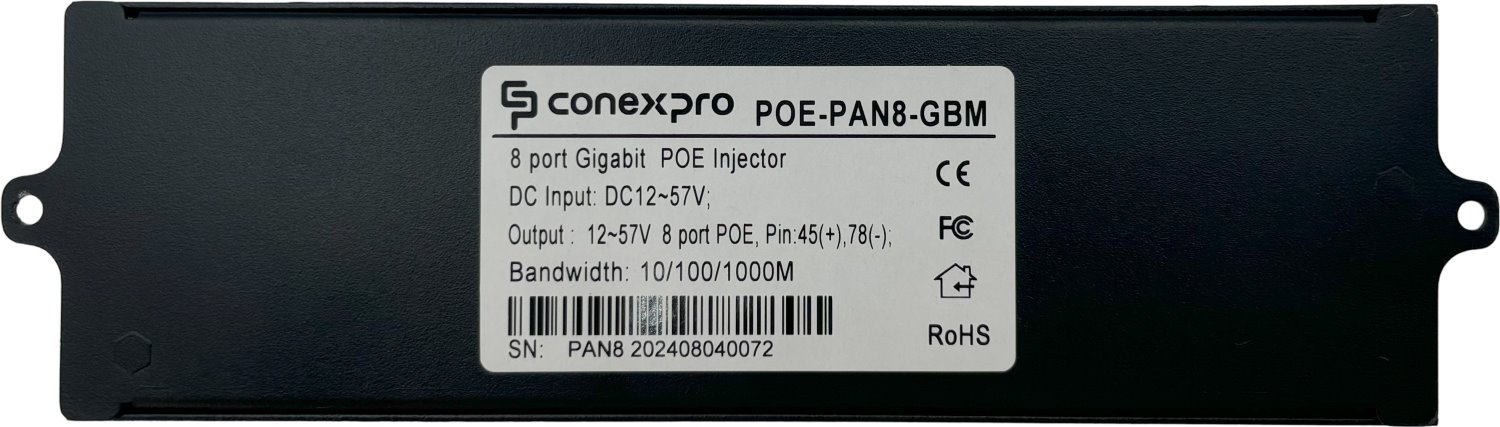 conexpro POE-PAN8-GBM
8 port Gigabit POE Injector
DC Input: DC12~57V;
Output : 12~57V 8 port POE, Pin:45(+),78(-);
Bandwidth: 10/100/1000M
SN: PAN8 202408040072
CE
FC
RoHS